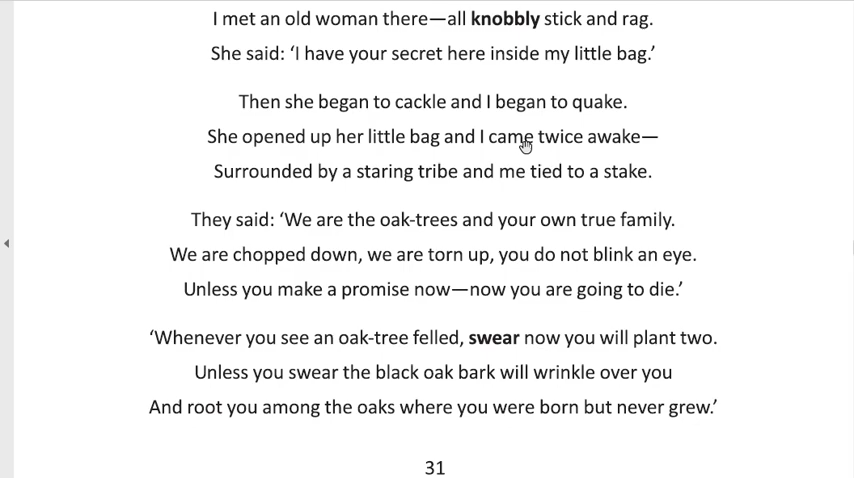 I met an old woman there—all knobbly stick and rag.
She said: ‘I have your secret here inside my little bag.’
Then she began to cackle and I began to quake.
She opened up her little bag and I came twice awake—
Surrounded by a staring tribe and me tied to a stake.
They said: ‘We are the oak-trees and your own true family.
We are chopped down, we are torn up, you do not blink an eye.
Unless you make a promise now—now you are going to die.’
‘Whenever you see an oak-tree felled, swear now you will plant two.
Unless you swear the black oak bark will wrinkle over you
And root you among the oaks where you were born but never grew.’
31